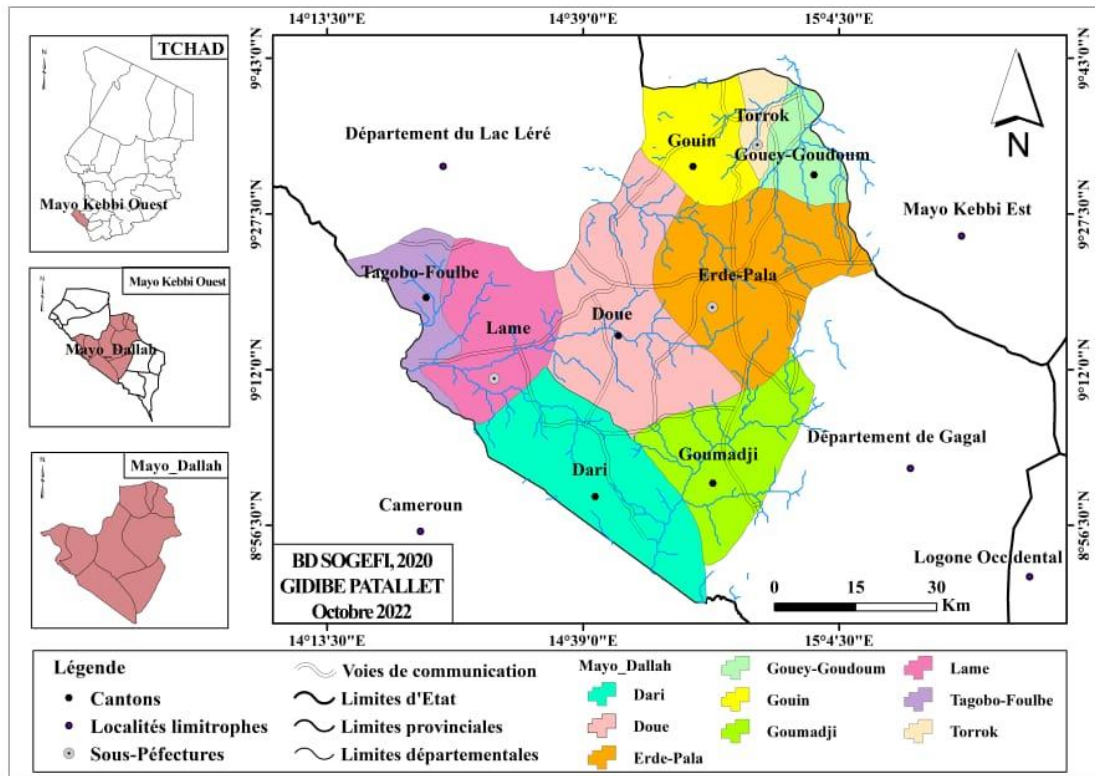 TCHAD
N
Mayo Kebbi Ouest
Mayo Kebbi Ouest
N
Mayo_Dallah
Mayo_Dallah
N
14°13'30"E
14°39'0"E
15°4'30"E
9°43'0"N
9°27'30"N
9°12'0"N
8°56'30"N
9°43'0"N
9°27'30"N
9°12'0"N
8°56'30"N
N
Département du Lac Léré
Torrok
Gouin
Gouey-Goudoum
Mayo Kebbi Est
Tagobo-Foulbe
Erde-Pala
Lame
Doue
Département de Gagal
Goumadji
Dari
Cameroun
Logone Occidental
BD SOGEFI, 2020
GIDIBE PATALLET
Octobre 2022
0 15 30
Km
14°13'30"E
14°39'0"E
15°4'30"E
Légende
Cantons
Localités limitrophes
Sous-Péfectures
Voies de communication
Limites d'Etat
Limites provinciales
Limites départementales
Mayo_Dallah
Dari
Doue
Erde-Pala
Gouey-Goudoum
Gouin
Goumadji
Lame
Tagobo-Foulbe
Torrok